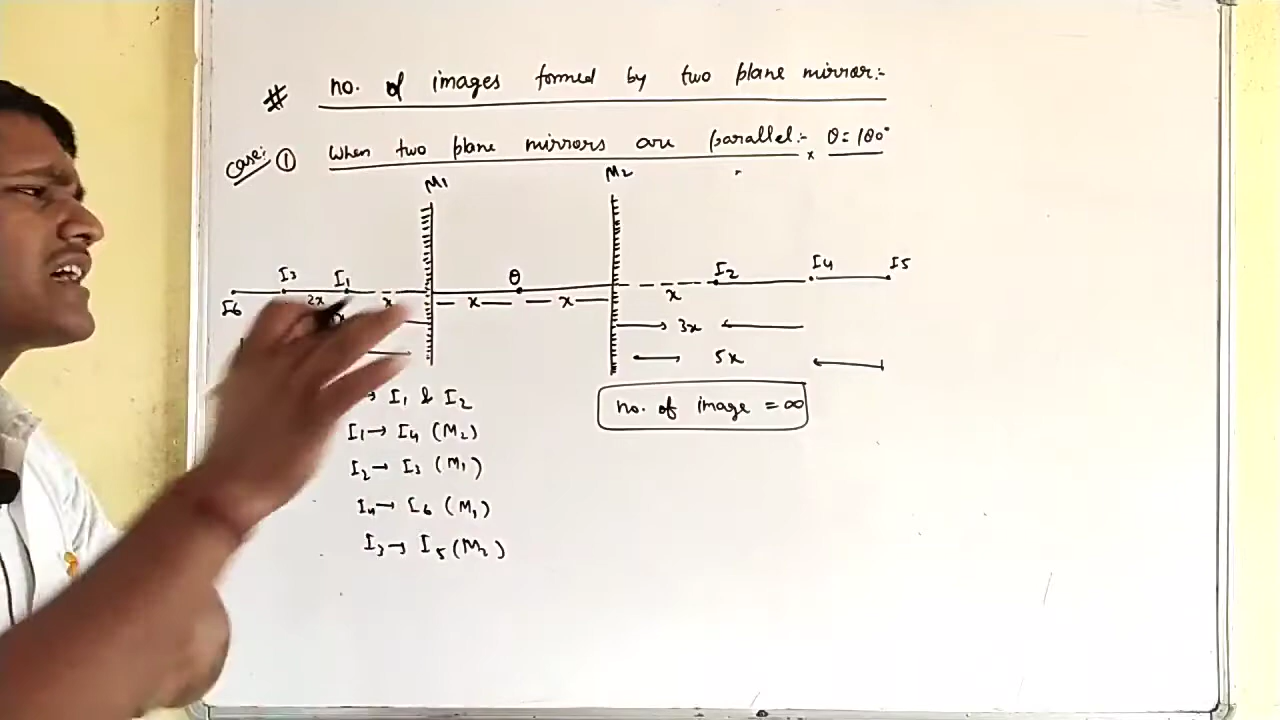 # no. of images formed by two plane mirror:-
Case:- ① When two plane mirrors are parallel:- θ = 180°
M1 M2
I3 I1 O I2 I4 I5
I6 2x x x x x
3x
5x
→ I1 & I2
no. of image = ∞
I1 → I4 (M2)
I2 → I3 (M1)
I4 → I6 (M1)
I3 → I5 (M2)